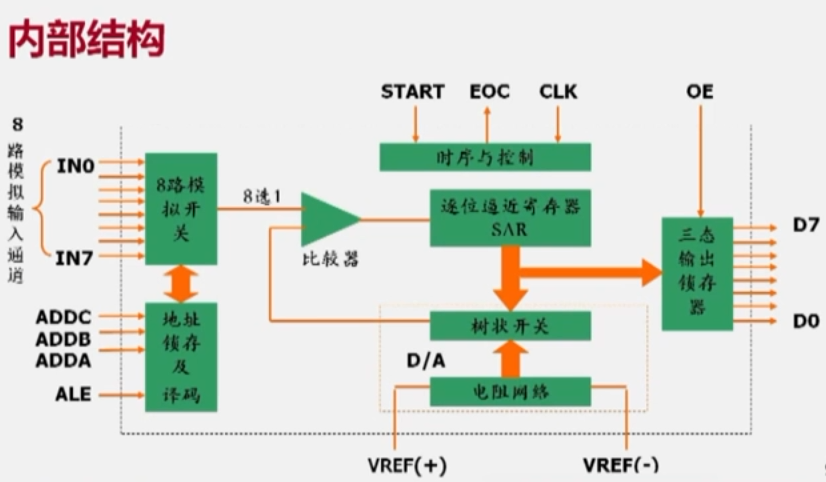 内部结构
START EOC CLK OE
8路模拟输入通道
IN0
IN7
8路模拟开关
8选1
比较器
时序与控制
逐位逼近寄存器
SAR
三态输出锁存器
D7
D0
ADDC
ADDB
ADDA
ALE
地址锁存及译码
树状开关
D/A
电阻网络
VREF(+)
VREF(-)